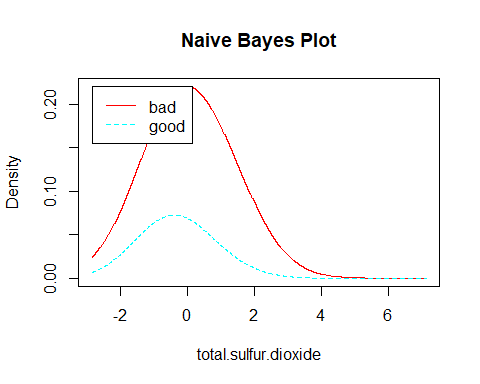 Naive Bayes Plot
bad
good
Density
0.00 0.10 0.20
-2 0 2 4 6
total.sulfur.dioxide